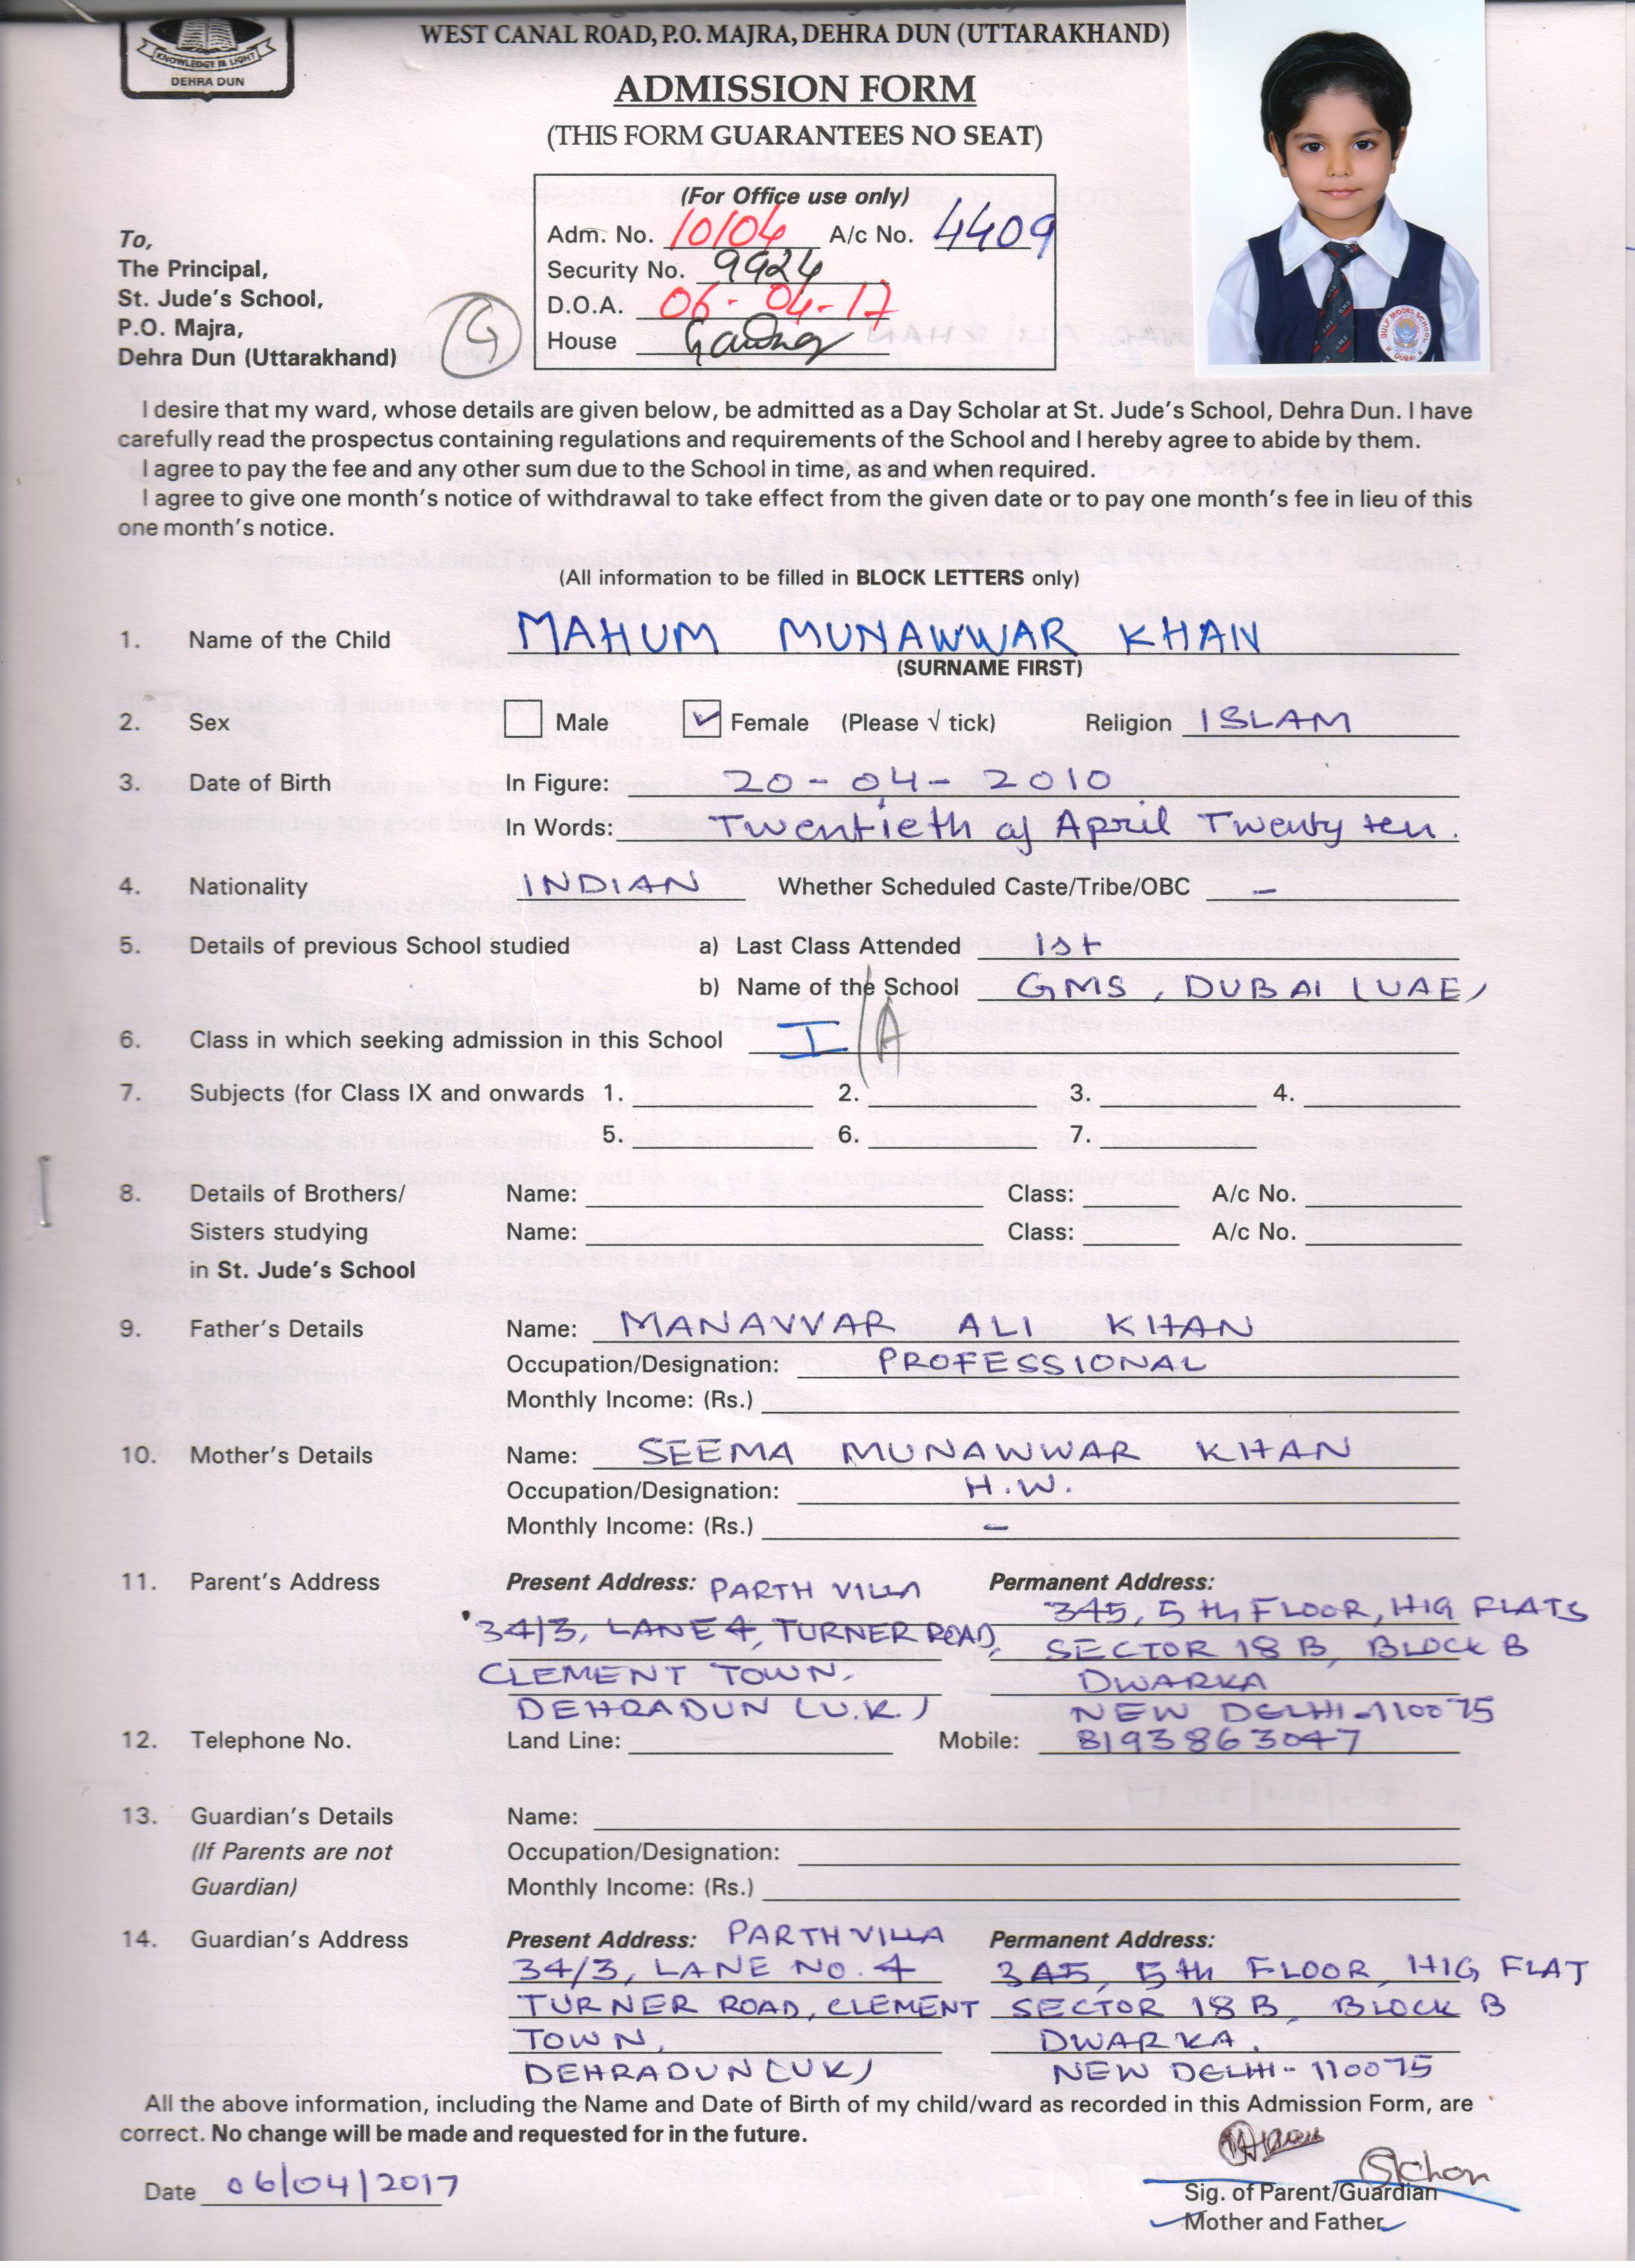 KNOWLEDGE IS LIGHT
DEHRA DUN
WEST CANAL ROAD, P.O. MAJRA, DEHRA DUN (UTTARAKHAND)
ADMISSION FORM
(THIS FORM GUARANTEES NO SEAT)
(For Office use only)
Adm. No. 10/04 A/c No. 4409
Security No. 9924
D.O.A. 06-04-17
House
G
GULF MODEL SCHOOL
DUBAI
To,
The Principal,
St. Jude's School,
P.O. Majra,
Dehra Dun (Uttarakhand)
I desire that my ward, whose details are given below, be admitted as a Day Scholar at St. Jude's School, Dehra Dun. I have
carefully read the prospectus containing regulations and requirements of the School and I hereby agree to abide by them.
I agree to pay the fee and any other sum due to the School in time, as and when required.
I agree to give one month's notice of withdrawal to take effect from the given date or to pay one month's fee in lieu of this
one month's notice.
(All information to be filled in BLOCK LETTERS only)
1. Name of the Child MAHUM MUNAWWAR KHAN
(SURNAME FIRST)
2. Sex Male Female (Please √ tick) Religion ISLAM
3. Date of Birth In Figure: 20-04-2010
In Words: Twentieth of April Twenty ten.
4. Nationality INDIAN Whether Scheduled Caste/Tribe/OBC –
5. Details of previous School studied a) Last Class Attended 1st
b) Name of the School GMS, DUBAI (UAE)
6. Class in which seeking admission in this School I/A
7. Subjects (for Class IX and onwards 1. 2. 3. 4.
5. 6. 7.
8. Details of Brothers/ Name: Class: A/c No.
Sisters studying Name: Class: A/c No.
in St. Jude's School
9. Father's Details Name: MANAVVAR ALI KHAN
Occupation/Designation: PROFESSIONAL
Monthly Income: (Rs.)
10. Mother's Details Name: SEEMA MUNAWWAR KHAN
Occupation/Designation: H.W.
Monthly Income: (Rs.) –
11. Parent's Address Present Address: PARTH VILLA Permanent Address:
34/3, LANE 4, TURNER ROAD, 345, 5th FLOOR, HIG FLATS
CLEMENT TOWN, SECTOR 18 B, BLOCK B
DEHRADUN (U.K.) DWARKA
NEW DELHI-110075
12. Telephone No. Land Line: Mobile: 8193863047
13. Guardian's Details Name:
(If Parents are not Occupation/Designation:
Guardian) Monthly Income: (Rs.)
14. Guardian's Address Present Address: PARTH VILLA Permanent Address:
34/3, LANE NO. 4 345, 5th FLOOR, HIG FLAT
TURNER ROAD, CLEMENT SECTOR 18 B, BLOCK B
TOWN, DWARKA,
DEHRADUN (UK) NEW DELHI-110075
All the above information, including the Name and Date of Birth of my child/ward as recorded in this Admission Form, are
correct. No change will be made and requested for in the future.
Date 06/04/2017
SKhan
Sig. of Parent/Guardian
Mother and Father